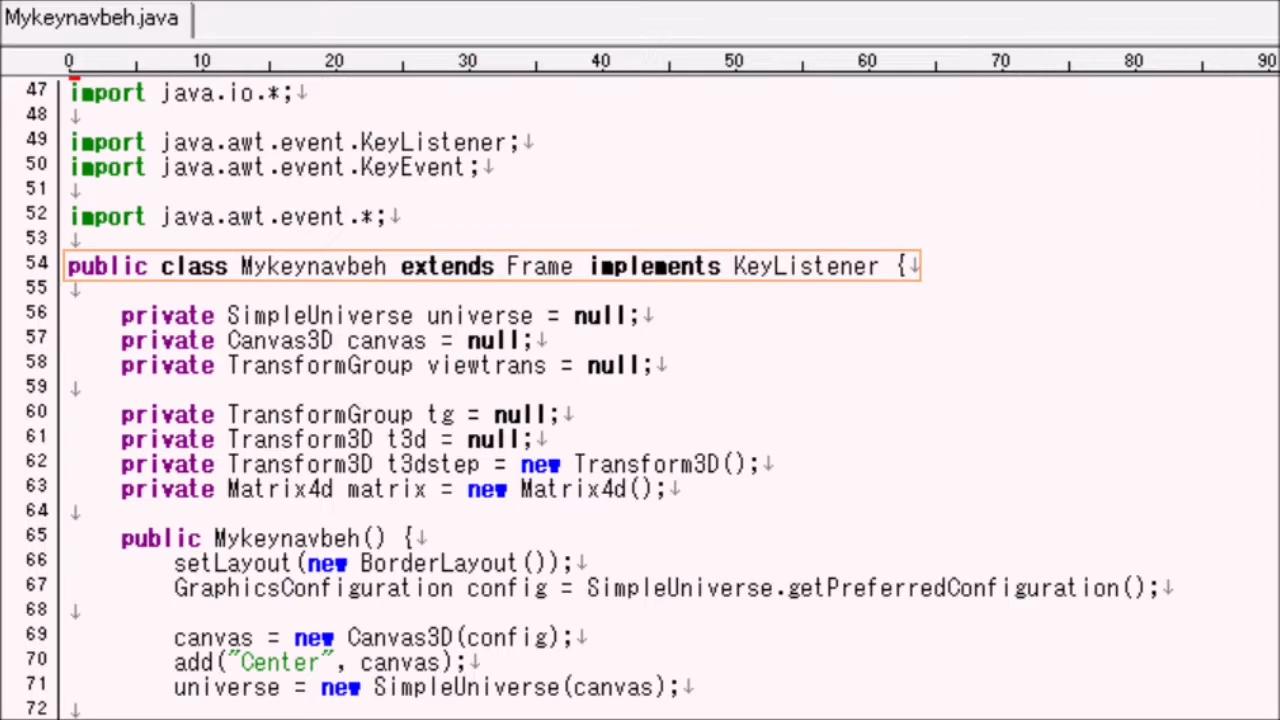 Mykeynavbeh.java
0 10 20 30 40 50 60 70 80 90
47 import java.io.*;↓
48 ↓
49 import java.awt.event.KeyListener;↓
50 import java.awt.event.KeyEvent;↓
51 ↓
52 import java.awt.event.*;↓
53 ↓
54 public class Mykeynavbeh extends Frame implements KeyListener {↓
55 ↓
56 private SimpleUniverse universe = null;↓
57 private Canvas3D canvas = null;↓
58 private TransformGroup viewtrans = null;↓
59 ↓
60 private TransformGroup tg = null;↓
61 private Transform3D t3d = null;↓
62 private Transform3D t3dstep = new Transform3D();↓
63 private Matrix4d matrix = new Matrix4d();↓
64 ↓
65 public Mykeynavbeh() {↓
66 setLayout(new BorderLayout());↓
67 GraphicsConfiguration config = SimpleUniverse.getPreferredConfiguration();↓
68 ↓
69 canvas = new Canvas3D(config);↓
70 add("Center", canvas);↓
71 universe = new SimpleUniverse(canvas);↓
72 ↓